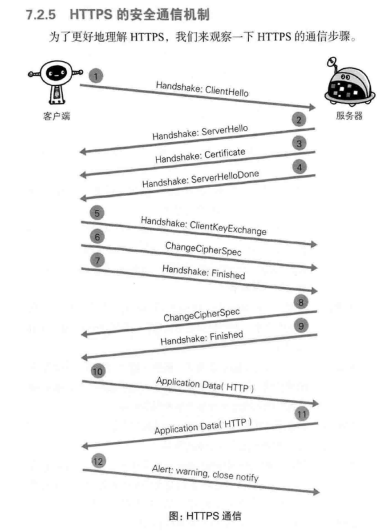 7.2.5 HTTPS 的安全通信机制
为了更好地理解 HTTPS，我们来观察一下 HTTPS 的通信步骤。
1
Handshake: ClientHello
客户端
服务器
2
Handshake: ServerHello
3
Handshake: Certificate
4
Handshake: ServerHelloDone
5
Handshake: ClientKeyExchange
6
ChangeCipherSpec
7
Handshake: Finished
8
ChangeCipherSpec
9
Handshake: Finished
10
Application Data( HTTP )
11
Application Data( HTTP )
12
Alert: warning, close notify
图：HTTPS 通信